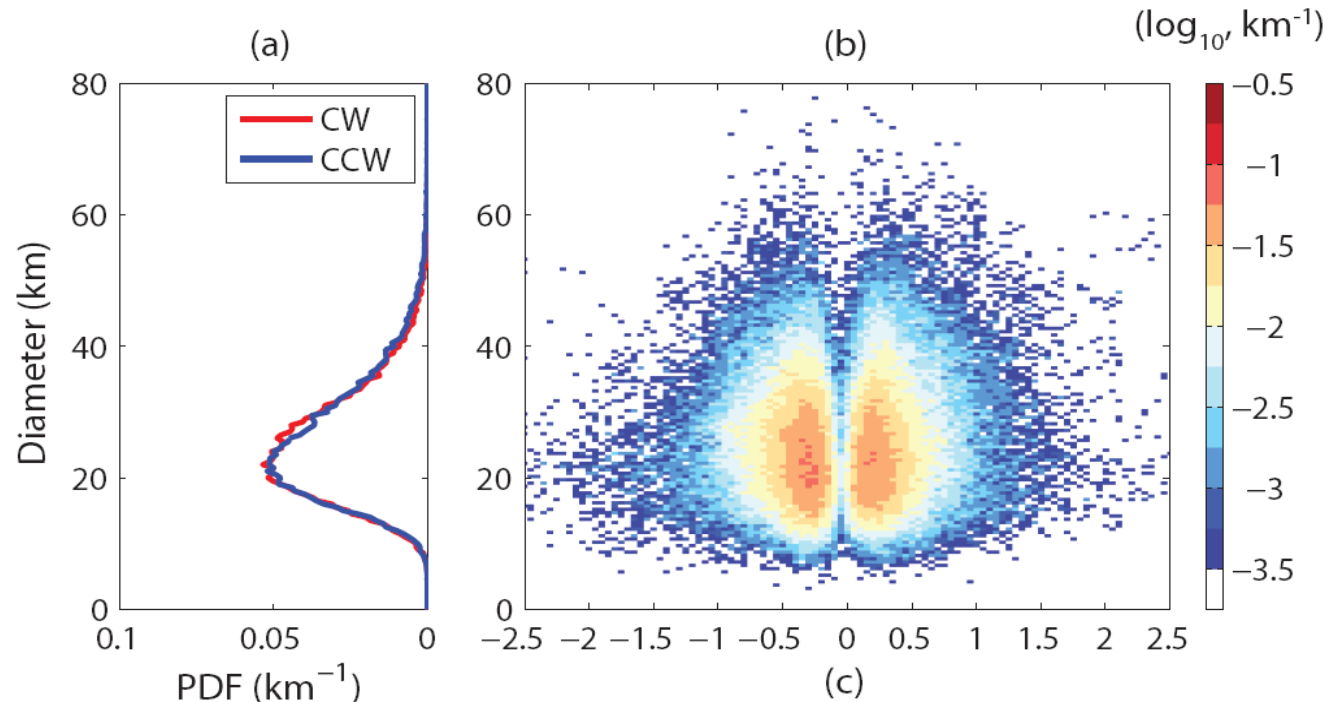 (a)
(b)
(log10, km-1)
CW
CCW
80
60
40
20
0
Diameter (km)
0.1 0.05 0
PDF (km−1)
−2.5 −2 −1.5 −1 −0.5 0 0.5 1 1.5 2 2.5
(c)
−0.5
−1
−1.5
−2
−2.5
−3
−3.5
80
60
40
20
0